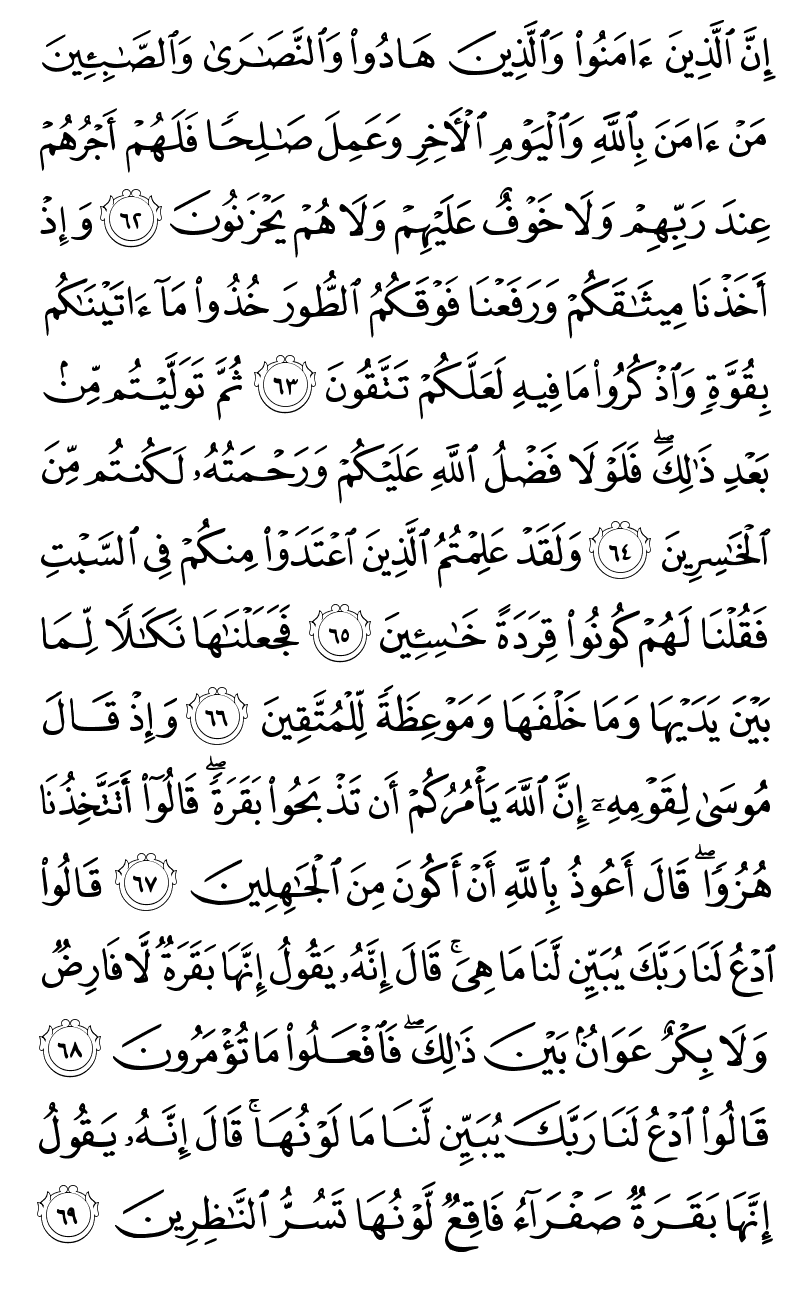 إِنَّ ٱلَّذِينَ ءَامَنُوا۟ وَٱلَّذِينَ هَادُوا۟ وَٱلنَّصَـٰرَىٰ وَٱلصَّـٰبِـِٔينَ
مَنْ ءَامَنَ بِٱللَّهِ وَٱلْيَوْمِ ٱلْـَٔاخِرِ وَعَمِلَ صَـٰلِحًا فَلَهُمْ أَجْرُهُمْ
عِندَ رَبِّهِمْ وَلَا خَوْفٌ عَلَيْهِمْ وَلَا هُمْ يَحْزَنُونَ ٦٢ وَإِذْ
أَخَذْنَا مِيثَـٰقَكُمْ وَرَفَعْنَا فَوْقَكُمُ ٱلطُّورَ خُذُوا۟ مَآ ءَاتَيْنَـٰكُم
بِقُوَّةٍ وَٱذْكُرُوا۟ مَا فِيهِ لَعَلَّكُمْ تَتَّقُونَ ٦٣ ثُمَّ تَوَلَّيْتُم مِّنۢ
بَعْدِ ذَٰلِكَ ۖ فَلَوْلَا فَضْلُ ٱللَّهِ عَلَيْكُمْ وَرَحْمَتُهُۥ لَكُنتُم مِّنَ
ٱلْخَـٰسِرِينَ ٦٤ وَلَقَدْ عَلِمْتُمُ ٱلَّذِينَ ٱعْتَدَوْا۟ مِنكُمْ فِى ٱلسَّبْتِ
فَقُلْنَا لَهُمْ كُونُوا۟ قِرَدَةً خَـٰسِـِٔينَ ٦٥ فَجَعَلْنَـٰهَا نَكَـٰلًا لِّمَا
بَيْنَ يَدَيْهَا وَمَا خَلْفَهَا وَمَوْعِظَةً لِّلْمُتَّقِينَ ٦٦ وَإِذْ قَالَ
مُوسَىٰ لِقَوْمِهِۦٓ إِنَّ ٱللَّهَ يَأْمُرُكُمْ أَن تَذْبَحُوا۟ بَقَرَةً ۖ قَالُوٓا۟ أَتَتَّخِذُنَا
هُزُوًا ۖ قَالَ أَعُوذُ بِٱللَّهِ أَنْ أَكُونَ مِنَ ٱلْجَـٰهِلِينَ ٦٧ قَالُوا۟
ٱدْعُ لَنَا رَبَّكَ يُبَيِّن لَّنَا مَا هِىَ ۚ قَالَ إِنَّهُۥ يَقُولُ إِنَّهَا بَقَرَةٌ لَّا فَارِضٌ
وَلَا بِكْرٌ عَوَانٌۢ بَيْنَ ذَٰلِكَ ۖ فَٱفْعَلُوا۟ مَا تُؤْمَرُونَ ٦٨
قَالُوا۟ ٱدْعُ لَنَا رَبَّكَ يُبَيِّن لَّنَا مَا لَوْنُهَا ۚ قَالَ إِنَّهُۥ يَقُولُ
إِنَّهَا بَقَرَةٌ صَفْرَآءُ فَاقِعٌ لَّوْنُهَا تَسُرُّ ٱلنَّـٰظِرِينَ ٦٩